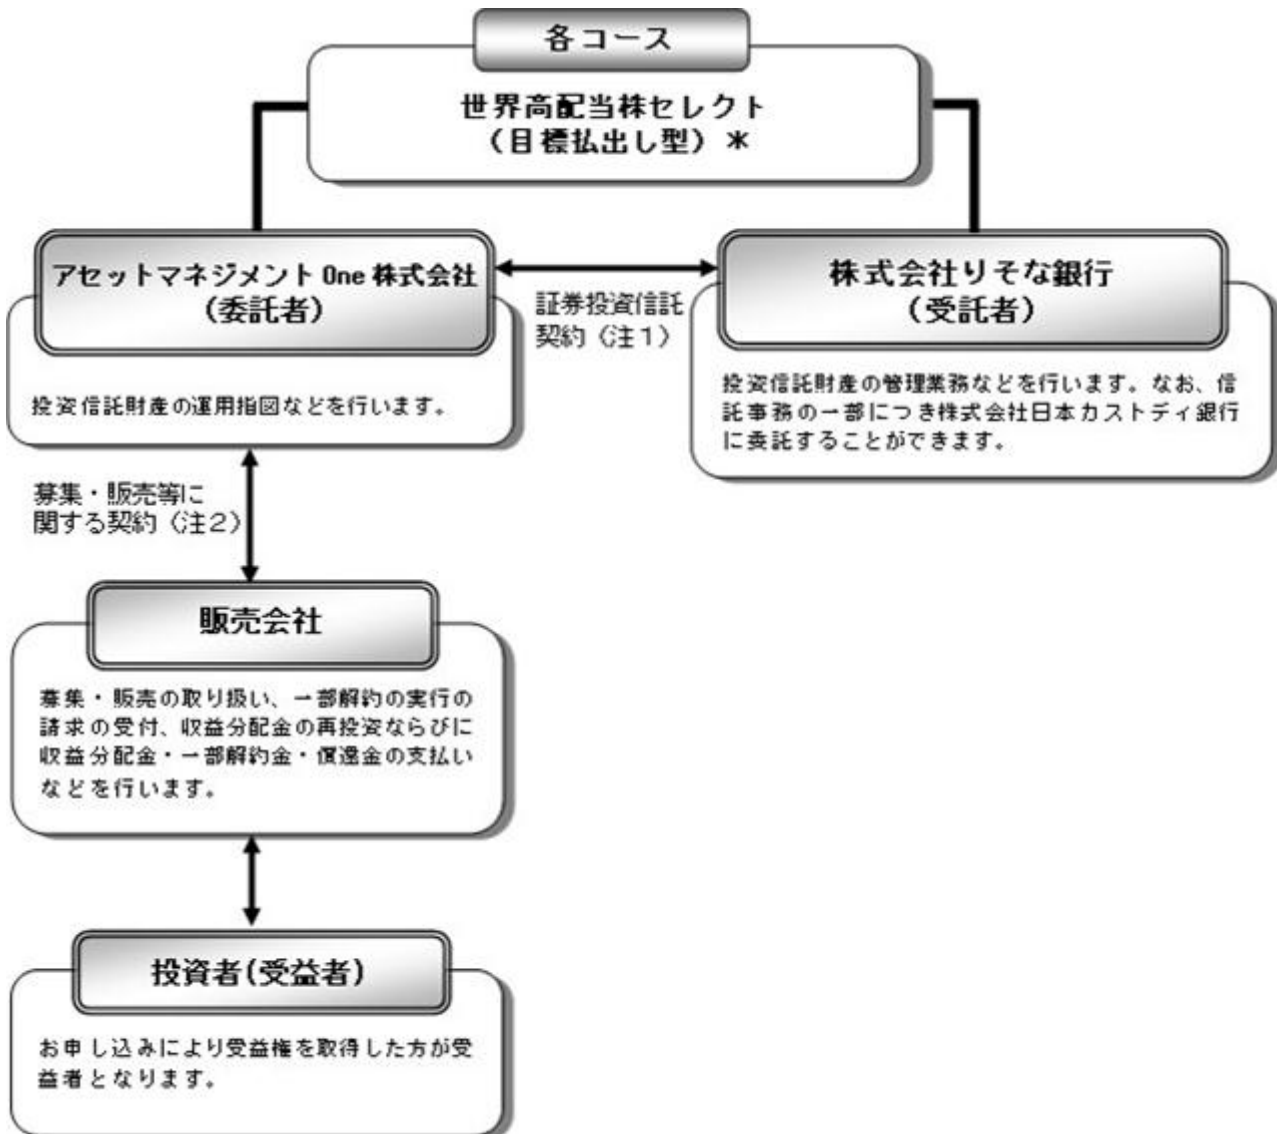 各コース
世界高配当株セレクト
（目標払出し型）＊
アセットマネジメント One 株式会社
(委託者)
投資信託財産の運用指図などを行います。
証券投資信託
契約（注１）
株式会社りそな銀行
(受託者)
投資信託財産の管理業務などを行います。なお、信
託事務の一部につき株式会社日本カストディ銀行
に委託することができます。
募集・販売等に
関する契約（注２）
販売会社
募集・販売の取り扱い、一部解約の実行の
請求の受付、収益分配金の再投資ならびに
収益分配金・一部解約金・償還金の支払い
などを行います。
投資者(受益者)
お申し込みにより受益権を取得した方が受
益者となります。